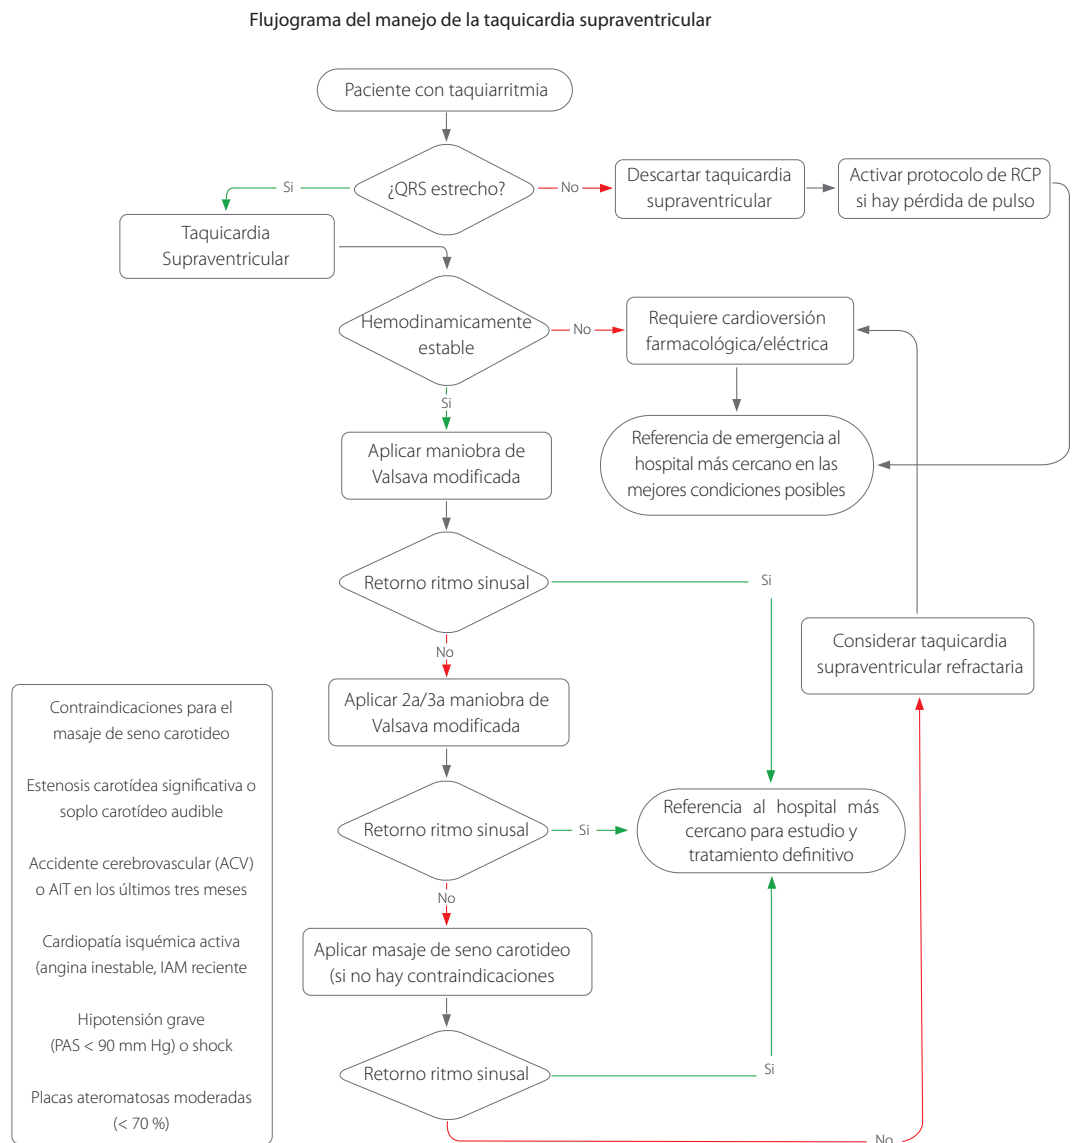 Flujograma del manejo de la taquicardia supraventricular
Paciente con taquiarritmia
¿QRS estrecho?
Si
No
Descartar taquicardia
supraventricular
Activar protocolo de RCP
si hay pérdida de pulso
Taquicardia
Supraventricular
Hemodinamicamente
estable
No
Requiere cardioversión
farmacológica/eléctrica
Si
Referencia de emergencia al
hospital más cercano en las
mejores condiciones posibles
Aplicar maniobra de
Valsava modificada
Retorno ritmo sinusal
Si
No
Considerar taquicardia
supraventricular refractaria
Aplicar 2a/3a maniobra de
Valsava modificada
Retorno ritmo sinusal
Si
Referencia al hospital más
cercano para estudio y
tratamiento definitivo
No
Aplicar masaje de seno carotideo
(si no hay contraindicaciones
Retorno ritmo sinusal
Si
No
Contraindicaciones para el
masaje de seno carotideo
Estenosis carotídea significativa o
soplo carotídeo audible
Accidente cerebrovascular (ACV)
o AIT en los últimos tres meses
Cardiopatía isquémica activa
(angina inestable, IAM reciente
Hipotensión grave
(PAS < 90 mm Hg) o shock
Placas ateromatosas moderadas
(< 70 %)